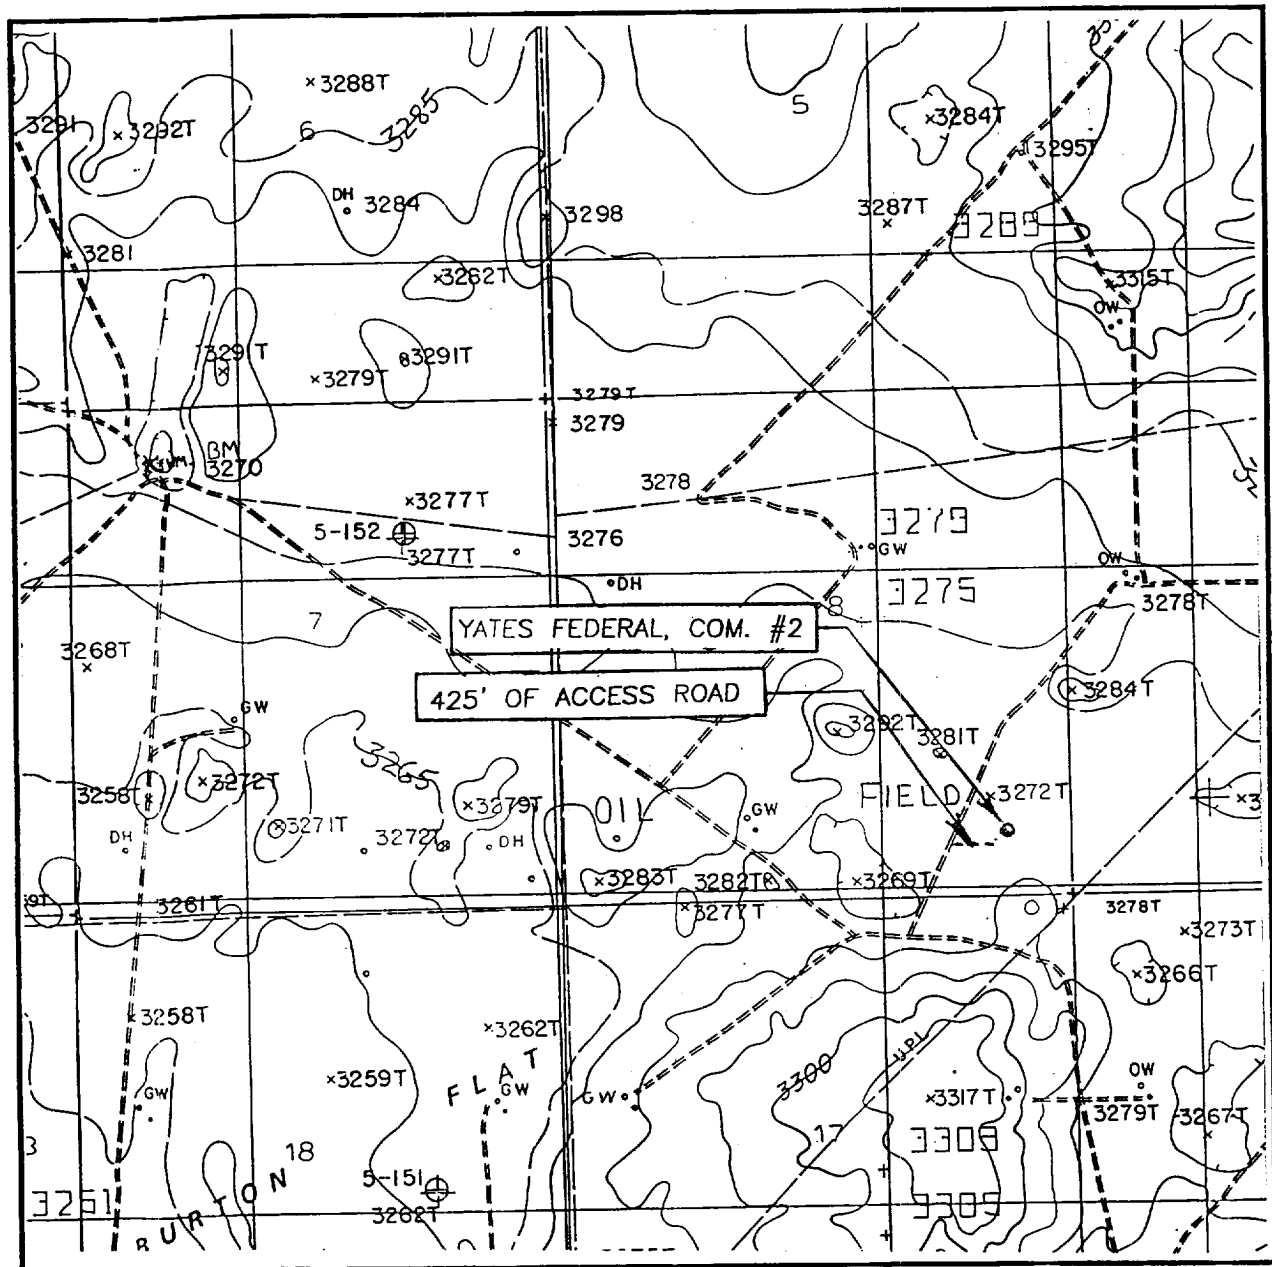 5
×3288T
6
3285
3291
×3292T
×3284T
3295T
DH
3284
3298
3287T
3289
3281
×3262T
3315T
OW
3291T
3291T
×3279T
3279T
3279
BM
3270
3278
×3277T
5-152
3277T
3276
3279
GW
OW
DH
3275
3278T
7
8
YATES FEDERAL, COM. #2
3268T
×3284T
425' OF ACCESS ROAD
GW
3292T
3281T
3265
3258T
×3272T
×3279T
OIL
FIELD
×3272T
GW
×3271T
DH
3272T
DH
×3283T
3282T
×3269T
3261T
×3277T
3278T
×3273T
×3266T
×3258T
×3262T
×3259T
FLAT
GW
GW
GW
3300
UPL
×3317T
OW
3279T
3267T
17
3308
18
5-151
3262T
3305
3261
BURTON